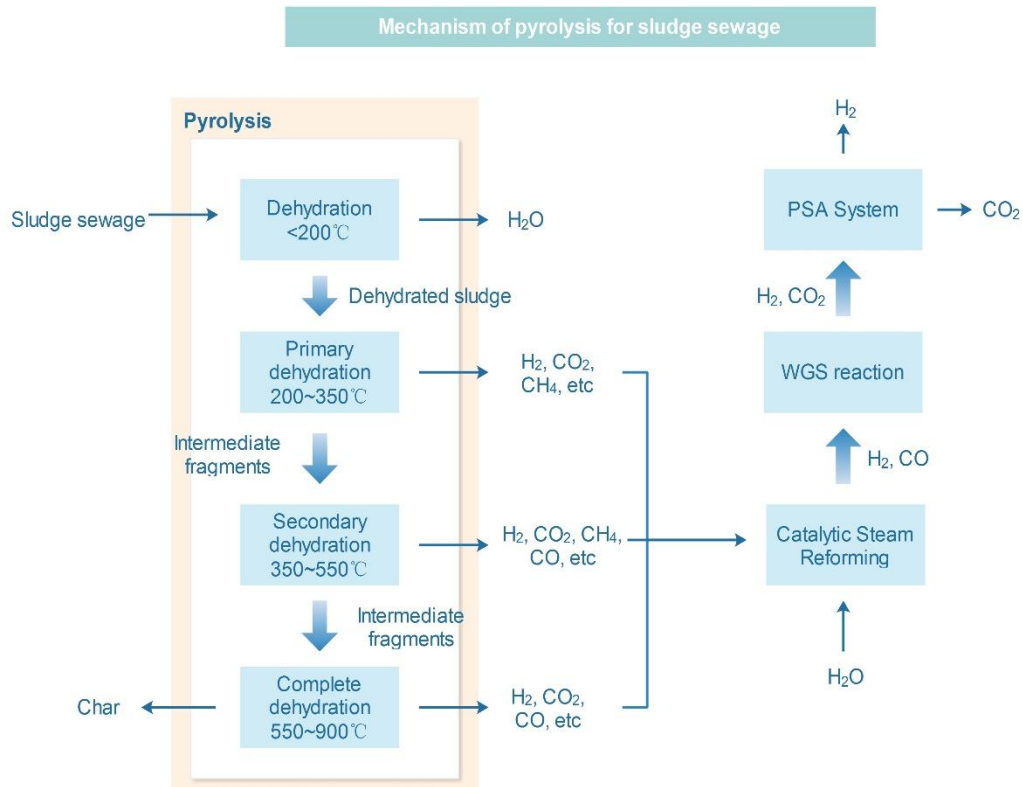 Mechanism of pyrolysis for sludge sewage
Pyrolysis
Sludge sewage
Dehydration
<200℃
H₂O
Dehydrated sludge
Primary
dehydration
200~350℃
H₂, CO₂,
CH₄, etc
Intermediate
fragments
Secondary
dehydration
350~550℃
H₂, CO₂, CH₄,
CO, etc
Intermediate
fragments
Complete
dehydration
550~900℃
Char
H₂, CO₂,
CO, etc
H₂
PSA System
CO₂
H₂, CO₂
WGS reaction
H₂, CO
Catalytic Steam
Reforming
H₂O